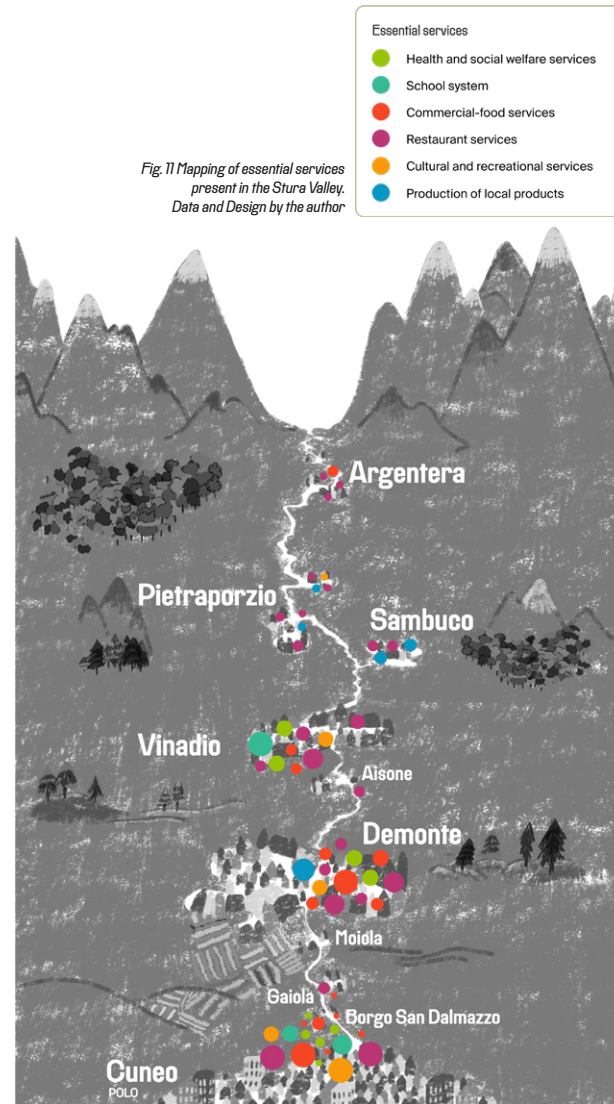 Essential services
Health and social welfare services
School system
Commercial-food services
Restaurant services
Cultural and recreational services
Production of local products
Fig. 11 Mapping of essential services
present in the Stura Valley.
Data and Design by the author
Argentera
Pietraporzio
Sambuco
Vinadio
Aisone
Demonte
Moiola
Gaiola
Borgo San Dalmazzo
Cuneo
POLO